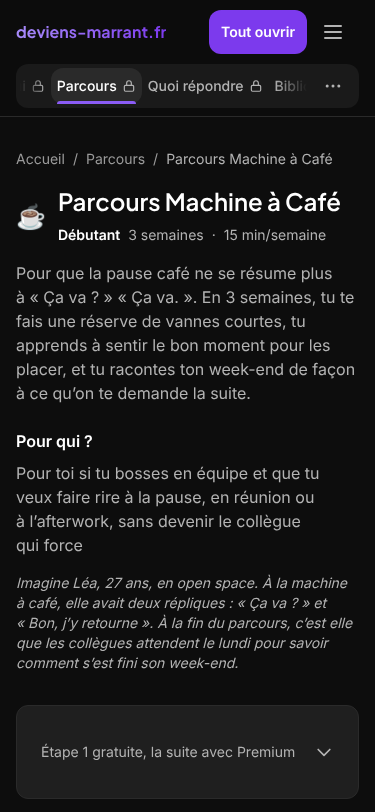 deviens-marrant.fr
Tout ouvrir
Parcours
Quoi répondre
Bibli
Accueil / Parcours / Parcours Machine à Café
Parcours Machine à Café
Débutant 3 semaines · 15 min/semaine
Pour que la pause café ne se résume plus
à « Ça va ? » « Ça va. ». En 3 semaines, tu te
fais une réserve de vannes courtes, tu
apprends à sentir le bon moment pour les
placer, et tu racontes ton week-end de façon
à ce qu’on te demande la suite.
Pour qui ?
Pour toi si tu bosses en équipe et que tu
veux faire rire à la pause, en réunion ou
à l’afterwork, sans devenir le collègue
qui force
Imagine Léa, 27 ans, en open space. À la machine
à café, elle avait deux répliques : « Ça va ? » et
« Bon, j’y retourne ». À la fin du parcours, c’est elle
que les collègues attendent le lundi pour savoir
comment s’est fini son week-end.
Étape 1 gratuite, la suite avec Premium